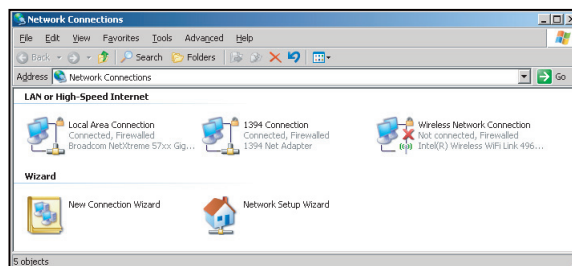 Network Connections
File Edit View Favorites Tools Advanced Help
Back Search Folders
Address Network Connections Go
LAN or High-Speed Internet
Local Area Connection
Connected, Firewalled
Broadcom NetXtreme 57xx Gig...
1394 Connection
Connected, Firewalled
1394 Net Adapter
Wireless Network Connection
Not connected, Firewalled
Intel(R) Wireless WiFi Link 496...
Wizard
New Connection Wizard
Network Setup Wizard
5 objects